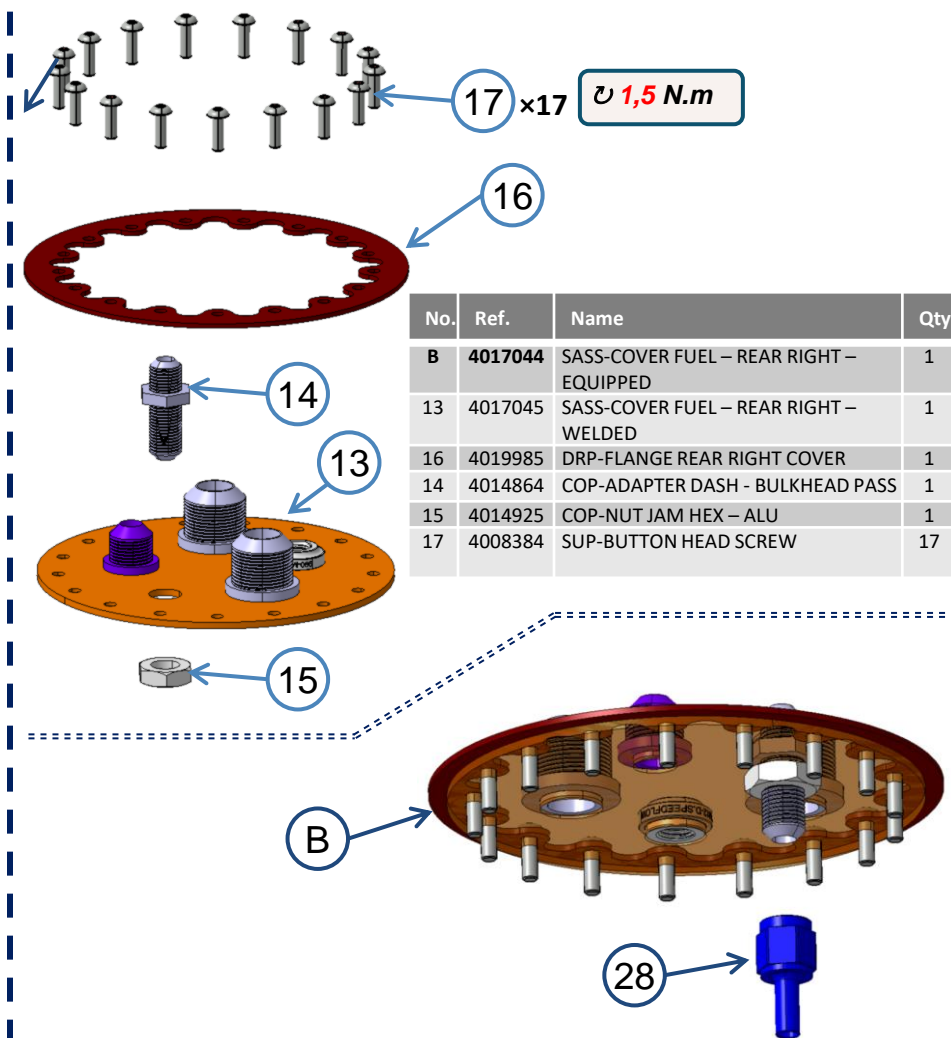 17 ×17 ↻ 1,5 N.m
16
14
13
15
No. Ref. Name Qty
B 4017044 SASS-COVER FUEL – REAR RIGHT –
EQUIPPED 1
13 4017045 SASS-COVER FUEL – REAR RIGHT –
WELDED 1
16 4019985 DRP-FLANGE REAR RIGHT COVER 1
14 4014864 COP-ADAPTER DASH - BULKHEAD PASS 1
15 4014925 COP-NUT JAM HEX – ALU 1
17 4008384 SUP-BUTTON HEAD SCREW 17
B
SPEEDFLOW
28